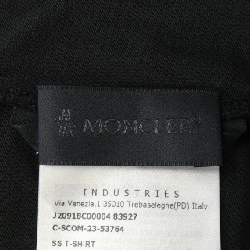 MONCLER
INDUSTRIES
Via Venezia,1 35010 Trebaseleghe(PD) Italy
J20918C00004 83927
C-SCOM-23-53764
SS T-SHIRT